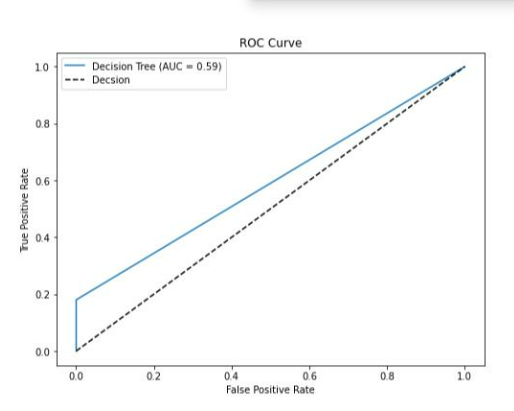 ROC Curve
Decision Tree (AUC = 0.59)
Decsion
1.0
0.8
0.6
0.4
0.2
0.0
True Positive Rate
0.0 0.2 0.4 0.6 0.8 1.0
False Positive Rate